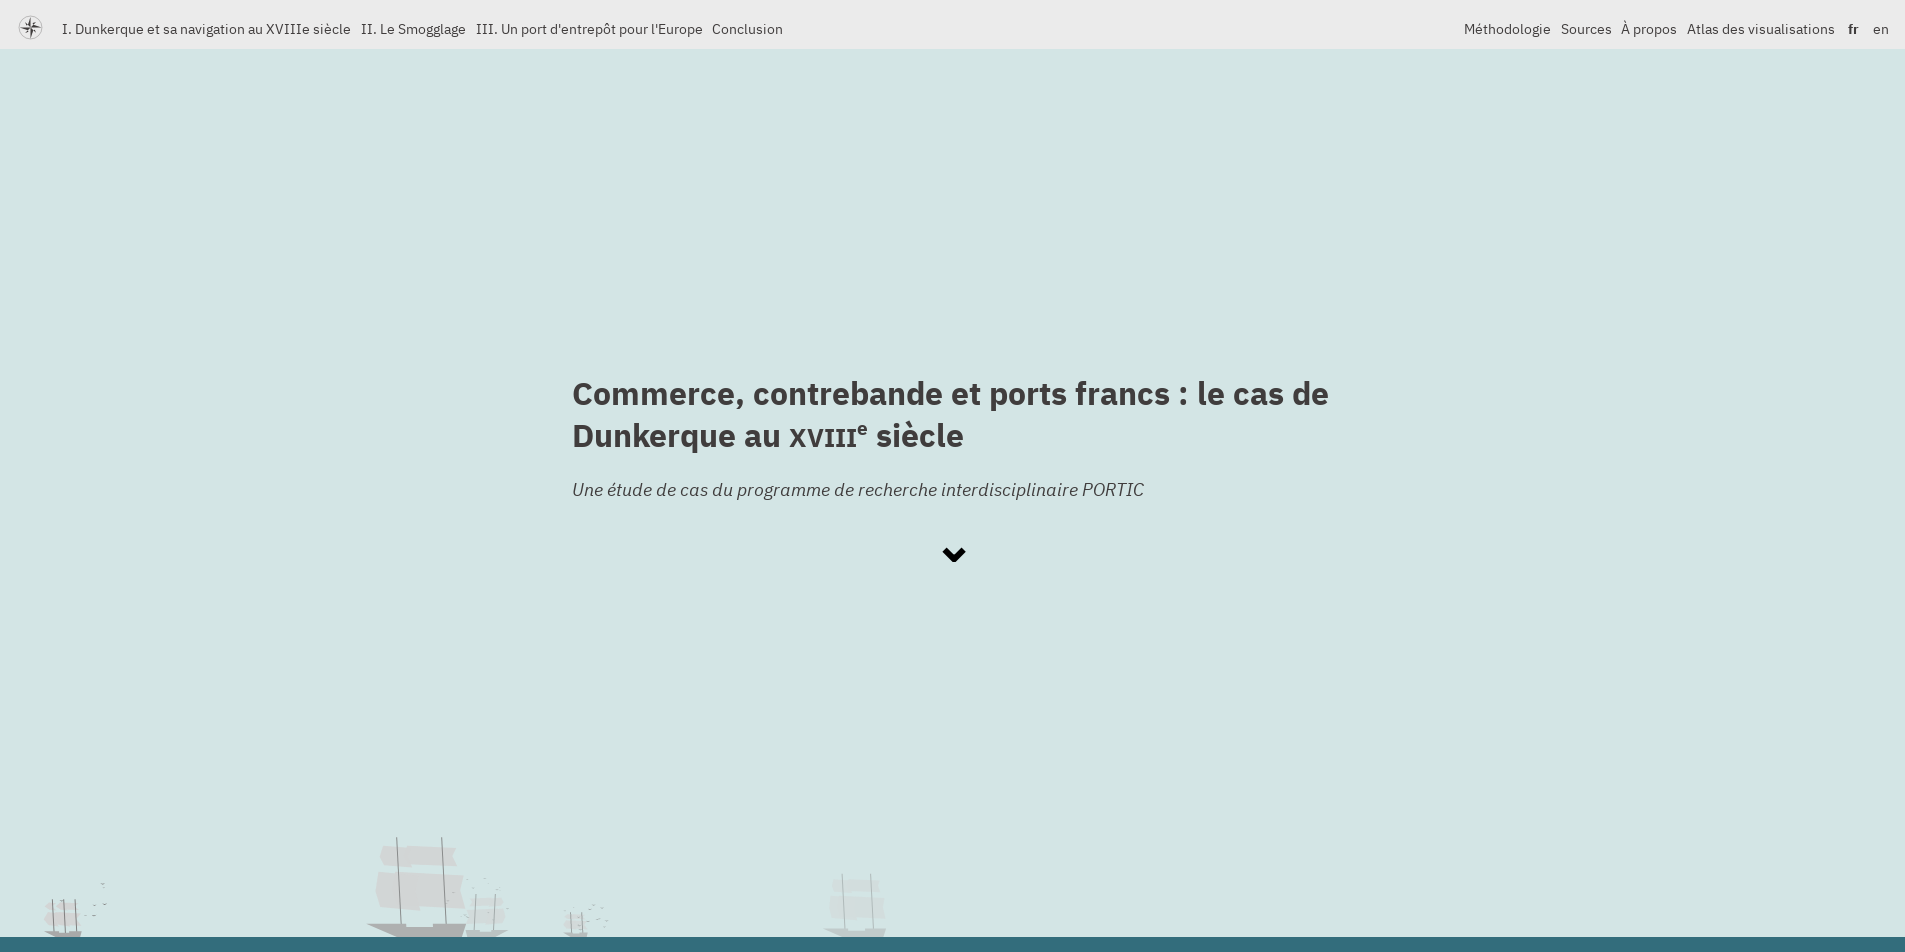 I. Dunkerque et sa navigation au XVIIIe siècle II. Le Smogglage III. Un port d'entrepôt pour l'Europe Conclusion Méthodologie Sources À propos Atlas des visualisations fr en
Commerce, contrebande et ports francs : le cas de
Dunkerque au XVIIIe siècle
Une étude de cas du programme de recherche interdisciplinaire PORTIC